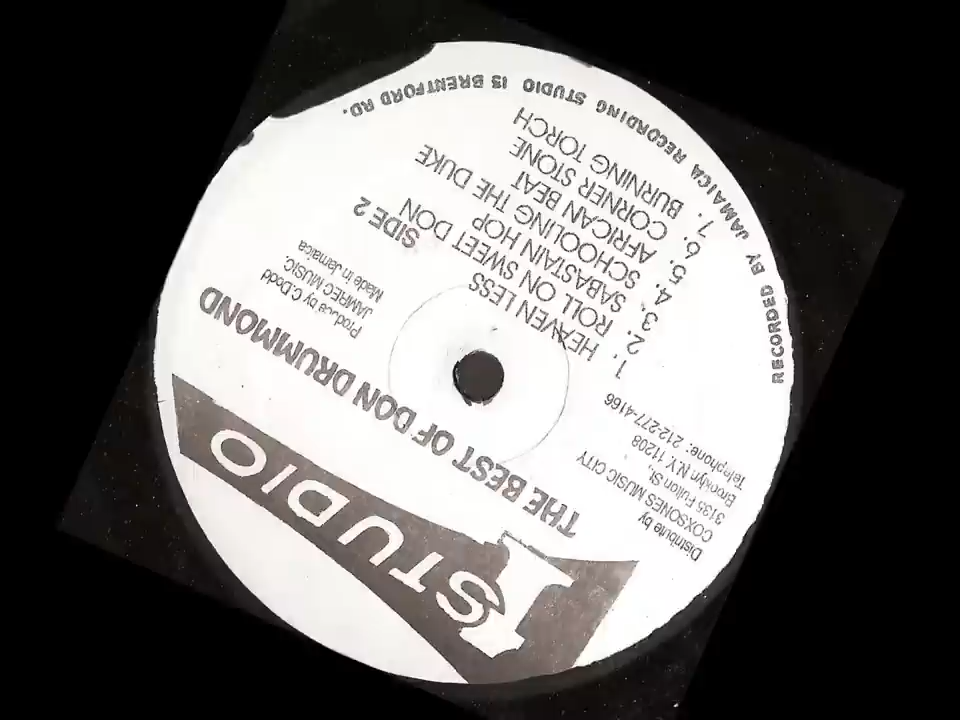 STUDIO 1
THE BEST OF DON DRUMMOND
Produce by C. Dodd
JAMREC MUSIC,
Made in Jamaica
SIDE 2
Distribute by
COXSONES MUSIC CITY
3135 Fulton St.,
Brooklyn N.Y. 11208
Telephone: 212-277-4166
1. HEAVEN LESS
2. ROLL ON SWEET DON
3. SABASTAIN HOP
4. SCHOOLING THE DUKE
5. AFRICAN BEAT
6. CORNER STONE
7. BURNING TORCH
RECORDED BY JAMAICA RECORDING STUDIO 13 BRENTFORD RD.